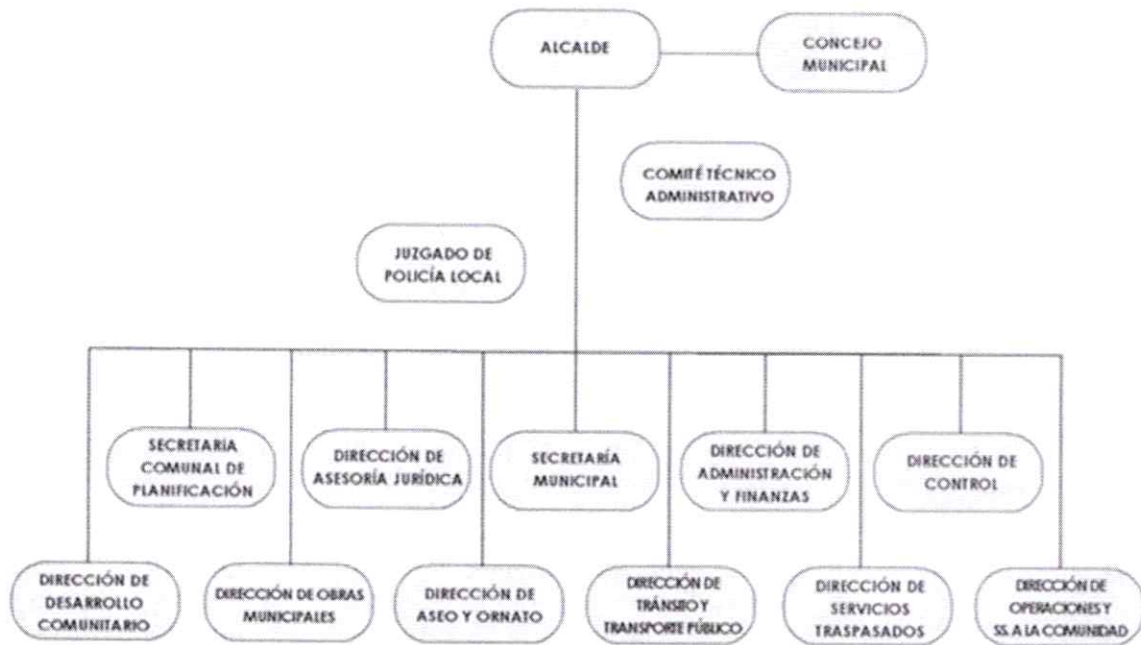 ALCALDE
CONCEJO
MUNICIPAL
COMITÉ TÉCNICO
ADMINISTRATIVO
JUZGADO DE
POLICÍA LOCAL
SECRETARÍA
COMUNAL DE
PLANIFICACIÓN
DIRECCIÓN DE
ASESORÍA JURÍDICA
SECRETARÍA
MUNICIPAL
DIRECCIÓN DE
ADMINISTRACIÓN
Y FINANZAS
DIRECCIÓN DE
CONTROL
DIRECCIÓN DE
DESARROLLO
COMUNITARIO
DIRECCIÓN DE OBRAS
MUNICIPALES
DIRECCIÓN DE
ASEO Y ORNATO
DIRECCIÓN DE
TRÁNSITO Y
TRANSPORTE PÚBLICO
DIRECCIÓN DE
SERVICIOS
TRASPASADOS
DIRECCIÓN DE
OPERACIONES Y
SS. A LA COMUNIDAD